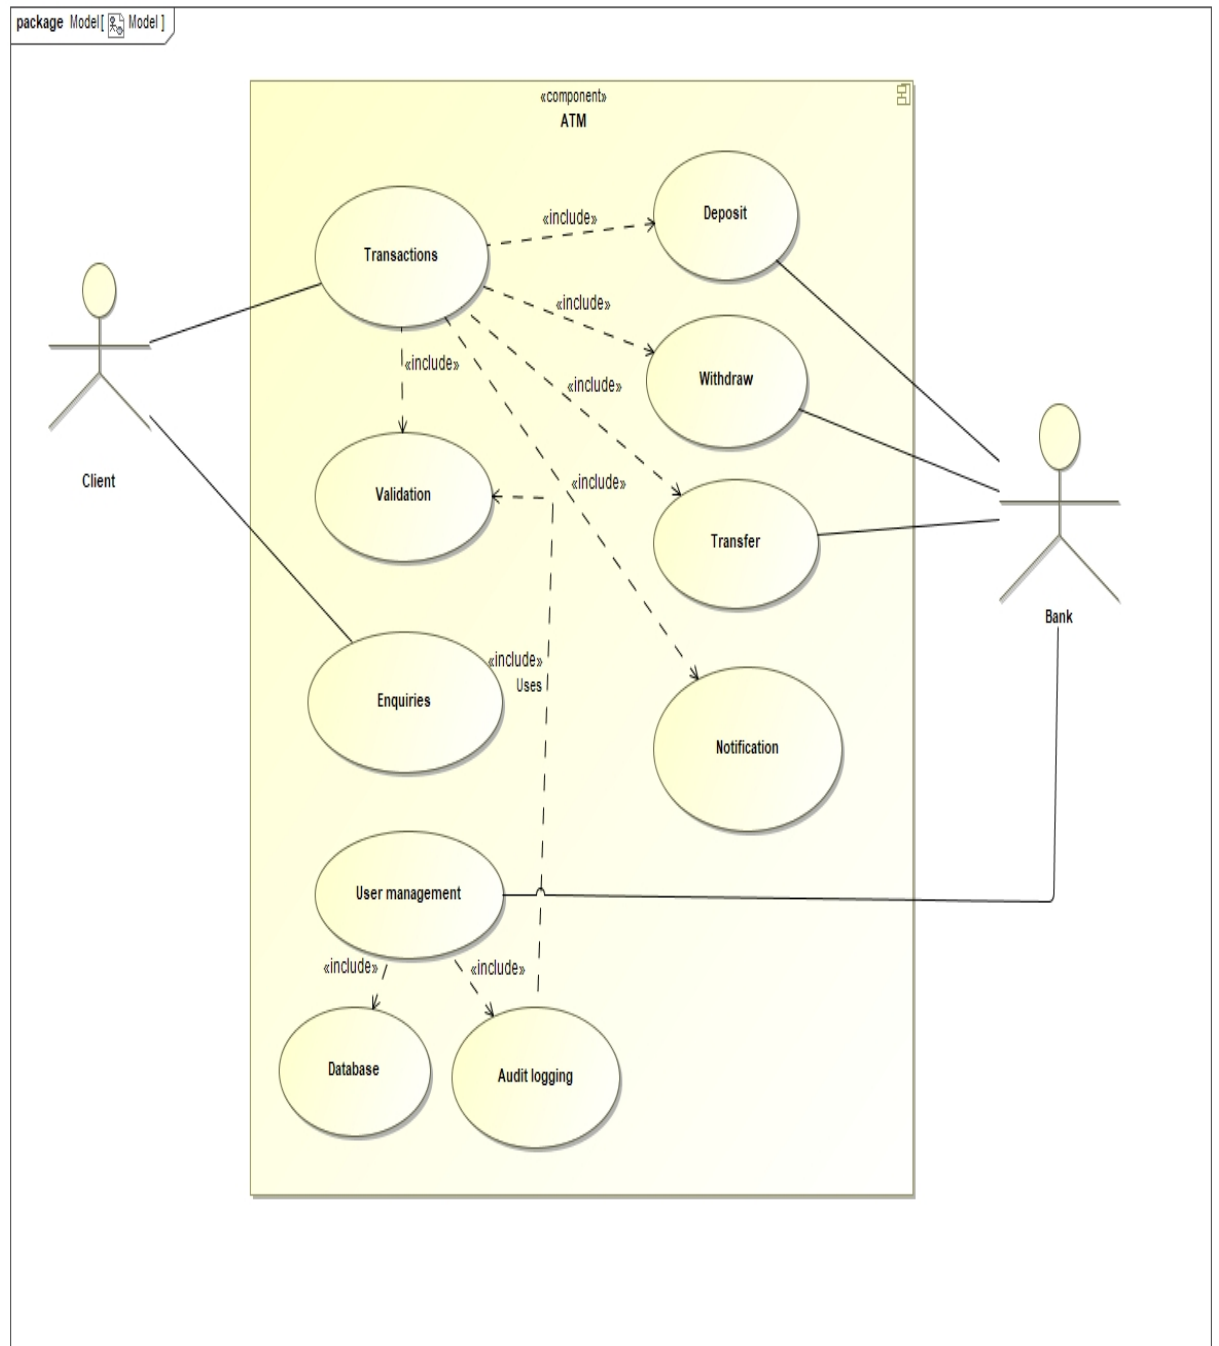 package Model[ Model ]
«component»
ATM
Deposit
«include»
Transactions
«include»
«include»
«include»
Withdraw
Client
«include»
Validation
Transfer
Bank
«include»
Uses
Enquiries
Notification
User management
«include»
«include»
Database
Audit logging